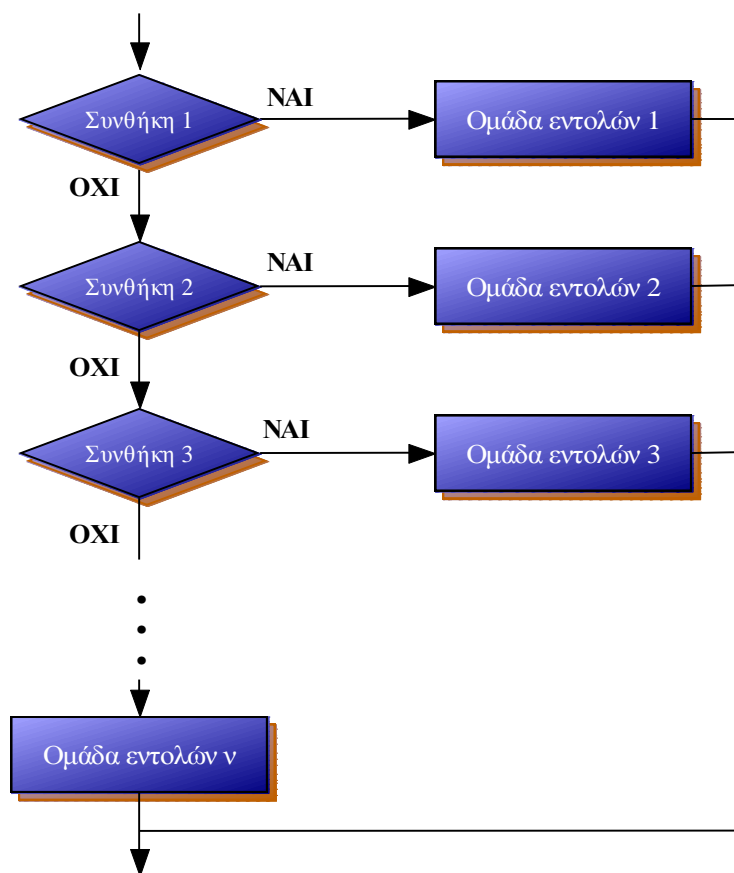 Συνθήκη 1
ΝΑΙ
Ομάδα εντολών 1
ΟΧΙ
Συνθήκη 2
ΝΑΙ
Ομάδα εντολών 2
ΟΧΙ
Συνθήκη 3
ΝΑΙ
Ομάδα εντολών 3
ΟΧΙ
Ομάδα εντολών ν